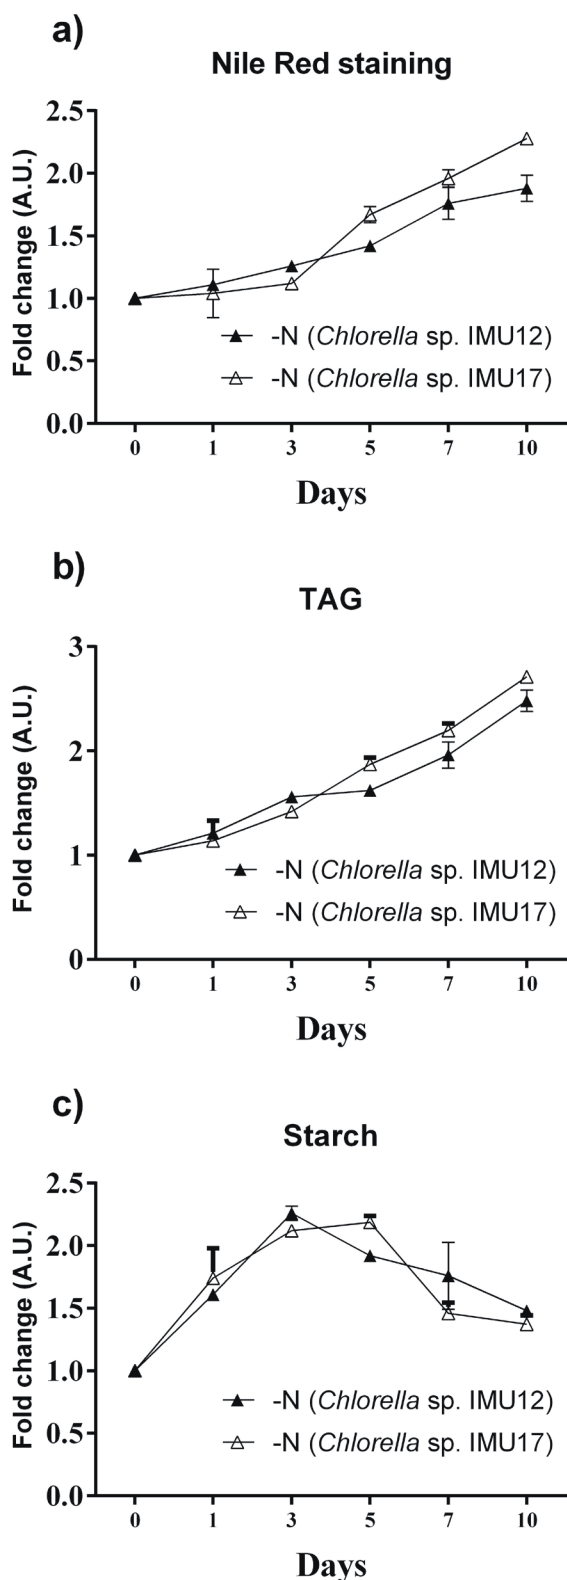 a)
Nile Red staining
Fold change (A.U.)
2.5
2.0
1.5
1.0
0.5
0.0
-N (Chlorella sp. IMU12)
-N (Chlorella sp. IMU17)
0 1 3 5 7 10
Days
b)
TAG
Fold change (A.U.)
3
2
1
0
-N (Chlorella sp. IMU12)
-N (Chlorella sp. IMU17)
0 1 3 5 7 10
Days
c)
Starch
Fold change (A.U.)
2.5
2.0
1.5
1.0
0.5
0.0
-N (Chlorella sp. IMU12)
-N (Chlorella sp. IMU17)
0 1 3 5 7 10
Days